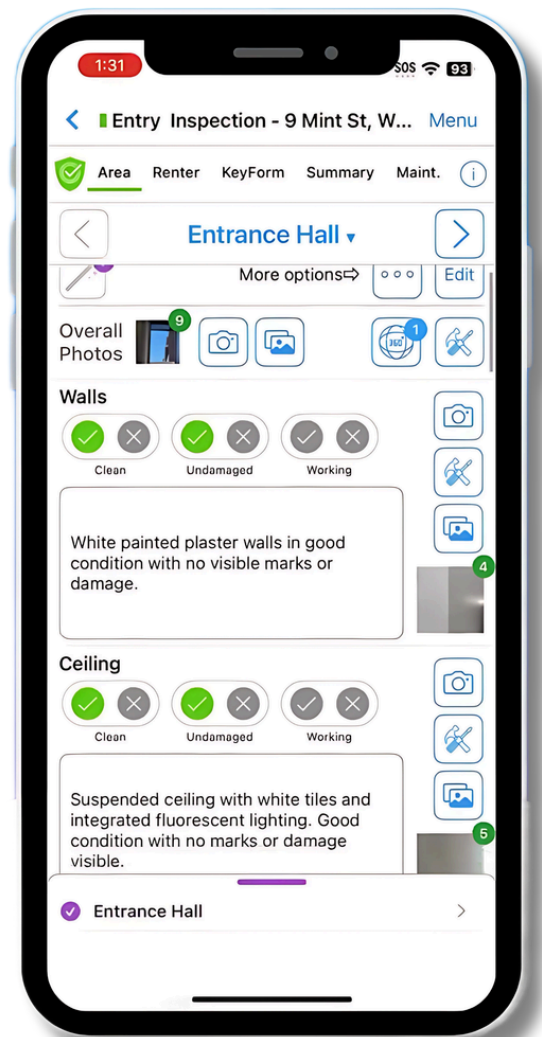 1:31
SOS 93
Entry Inspection - 9 Mint St, W... Menu
Area Renter KeyForm Summary Maint. i
Entrance Hall ▾
More options⇨ ooo Edit
Overall
Photos
9
360°
1
Walls
Clean Undamaged Working
White painted plaster walls in good
condition with no visible marks or
damage.
4
Ceiling
Clean Undamaged Working
Suspended ceiling with white tiles and
integrated fluorescent lighting. Good
condition with no marks or damage
visible.
5
Entrance Hall